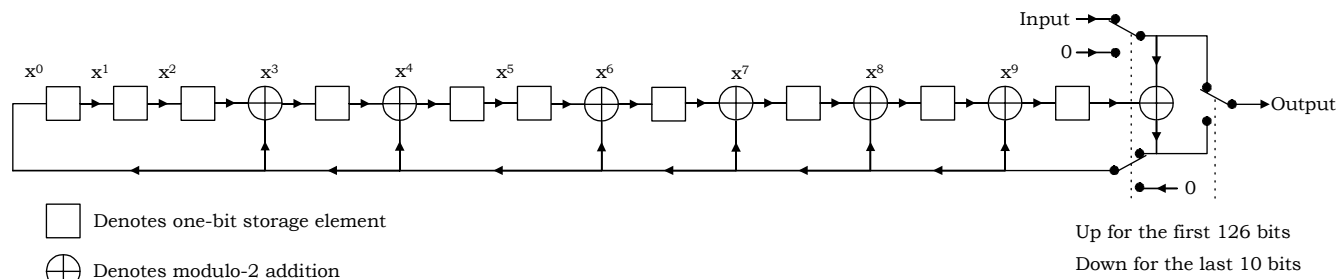 Input
0
x⁰ x¹ x² x³ x⁴ x⁵ x⁶ x⁷ x⁸ x⁹
Output
0
Denotes one-bit storage element
Up for the first 126 bits
Denotes modulo-2 addition
Down for the last 10 bits